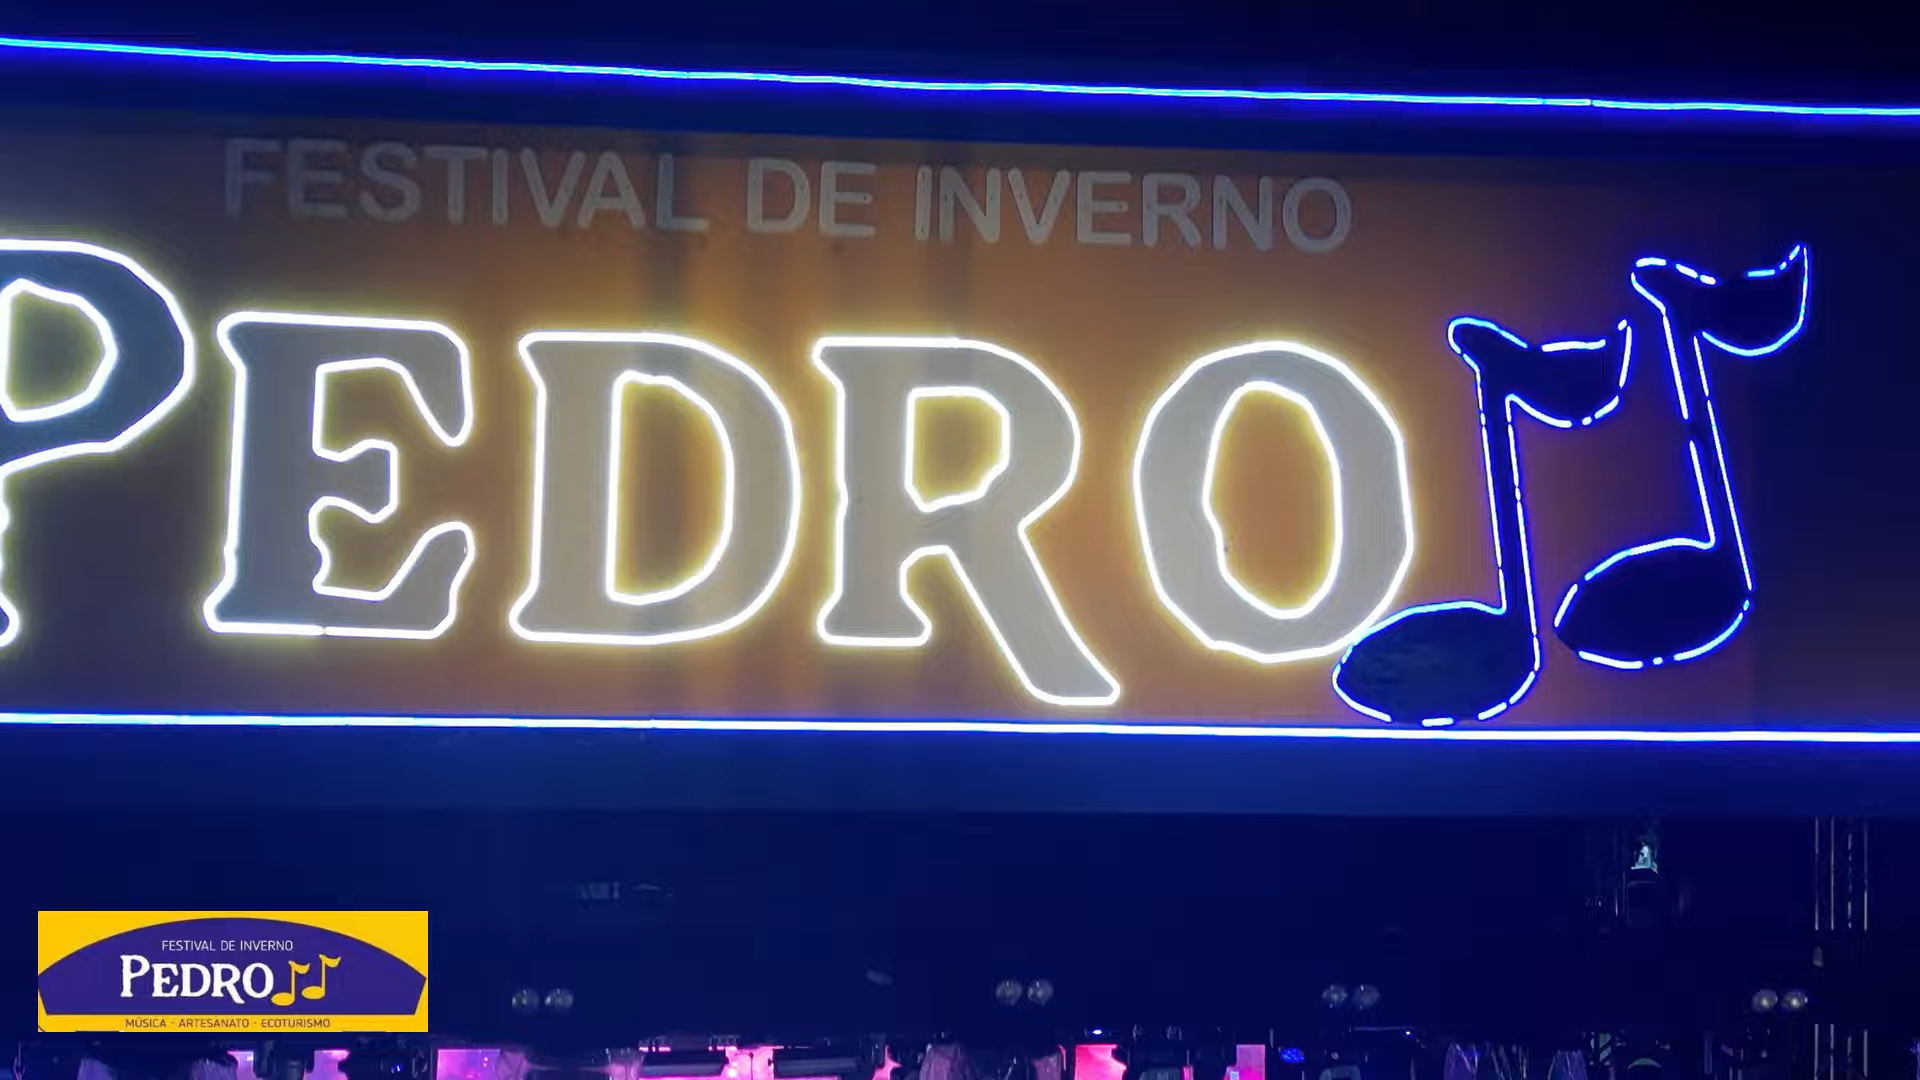 FESTIVAL DE INVERNO
PEDRO
FESTIVAL DE INVERNO
PEDRO
MÚSICA - ARTESANATO - ECOTURISMO